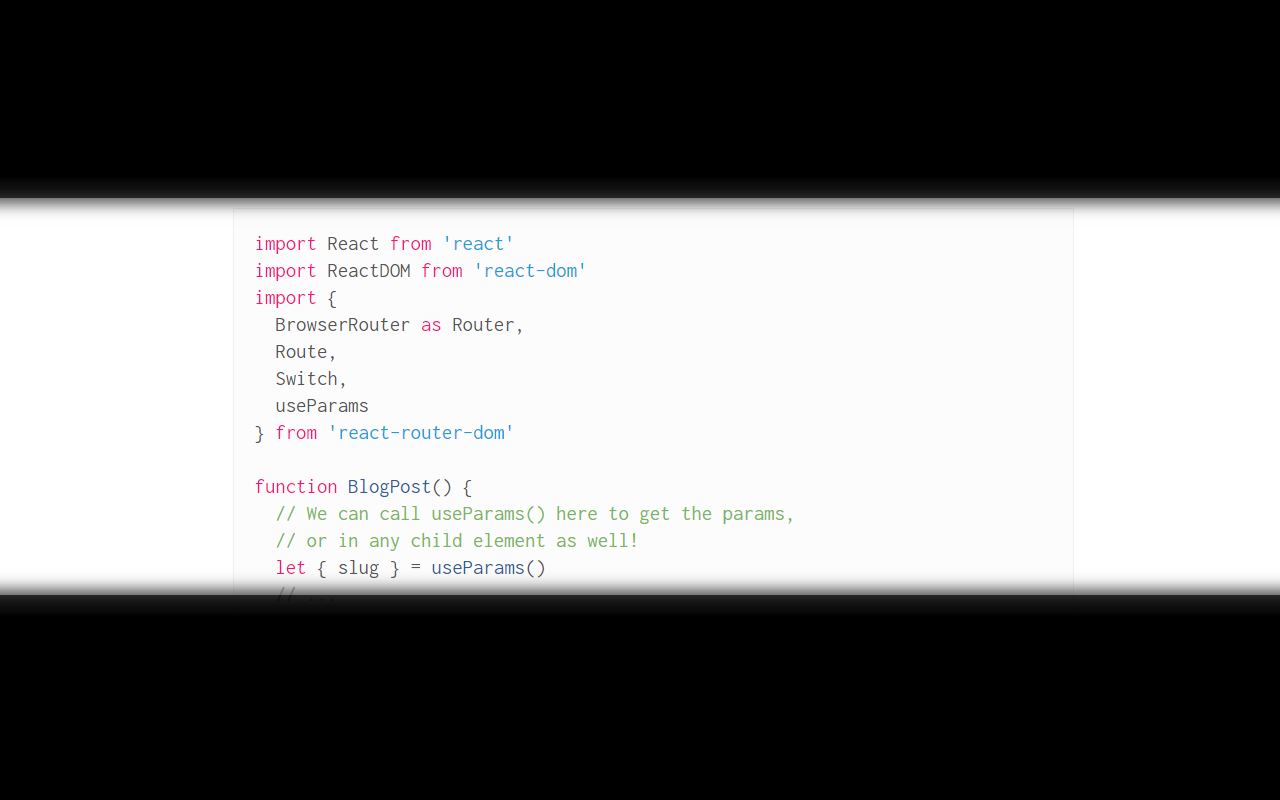 import React from 'react'
import ReactDOM from 'react-dom'
import {
  BrowserRouter as Router,
  Route,
  Switch,
  useParams
} from 'react-router-dom'

function BlogPost() {
  // We can call useParams() here to get the params,
  // or in any child element as well!
  let { slug } = useParams()
  // ...